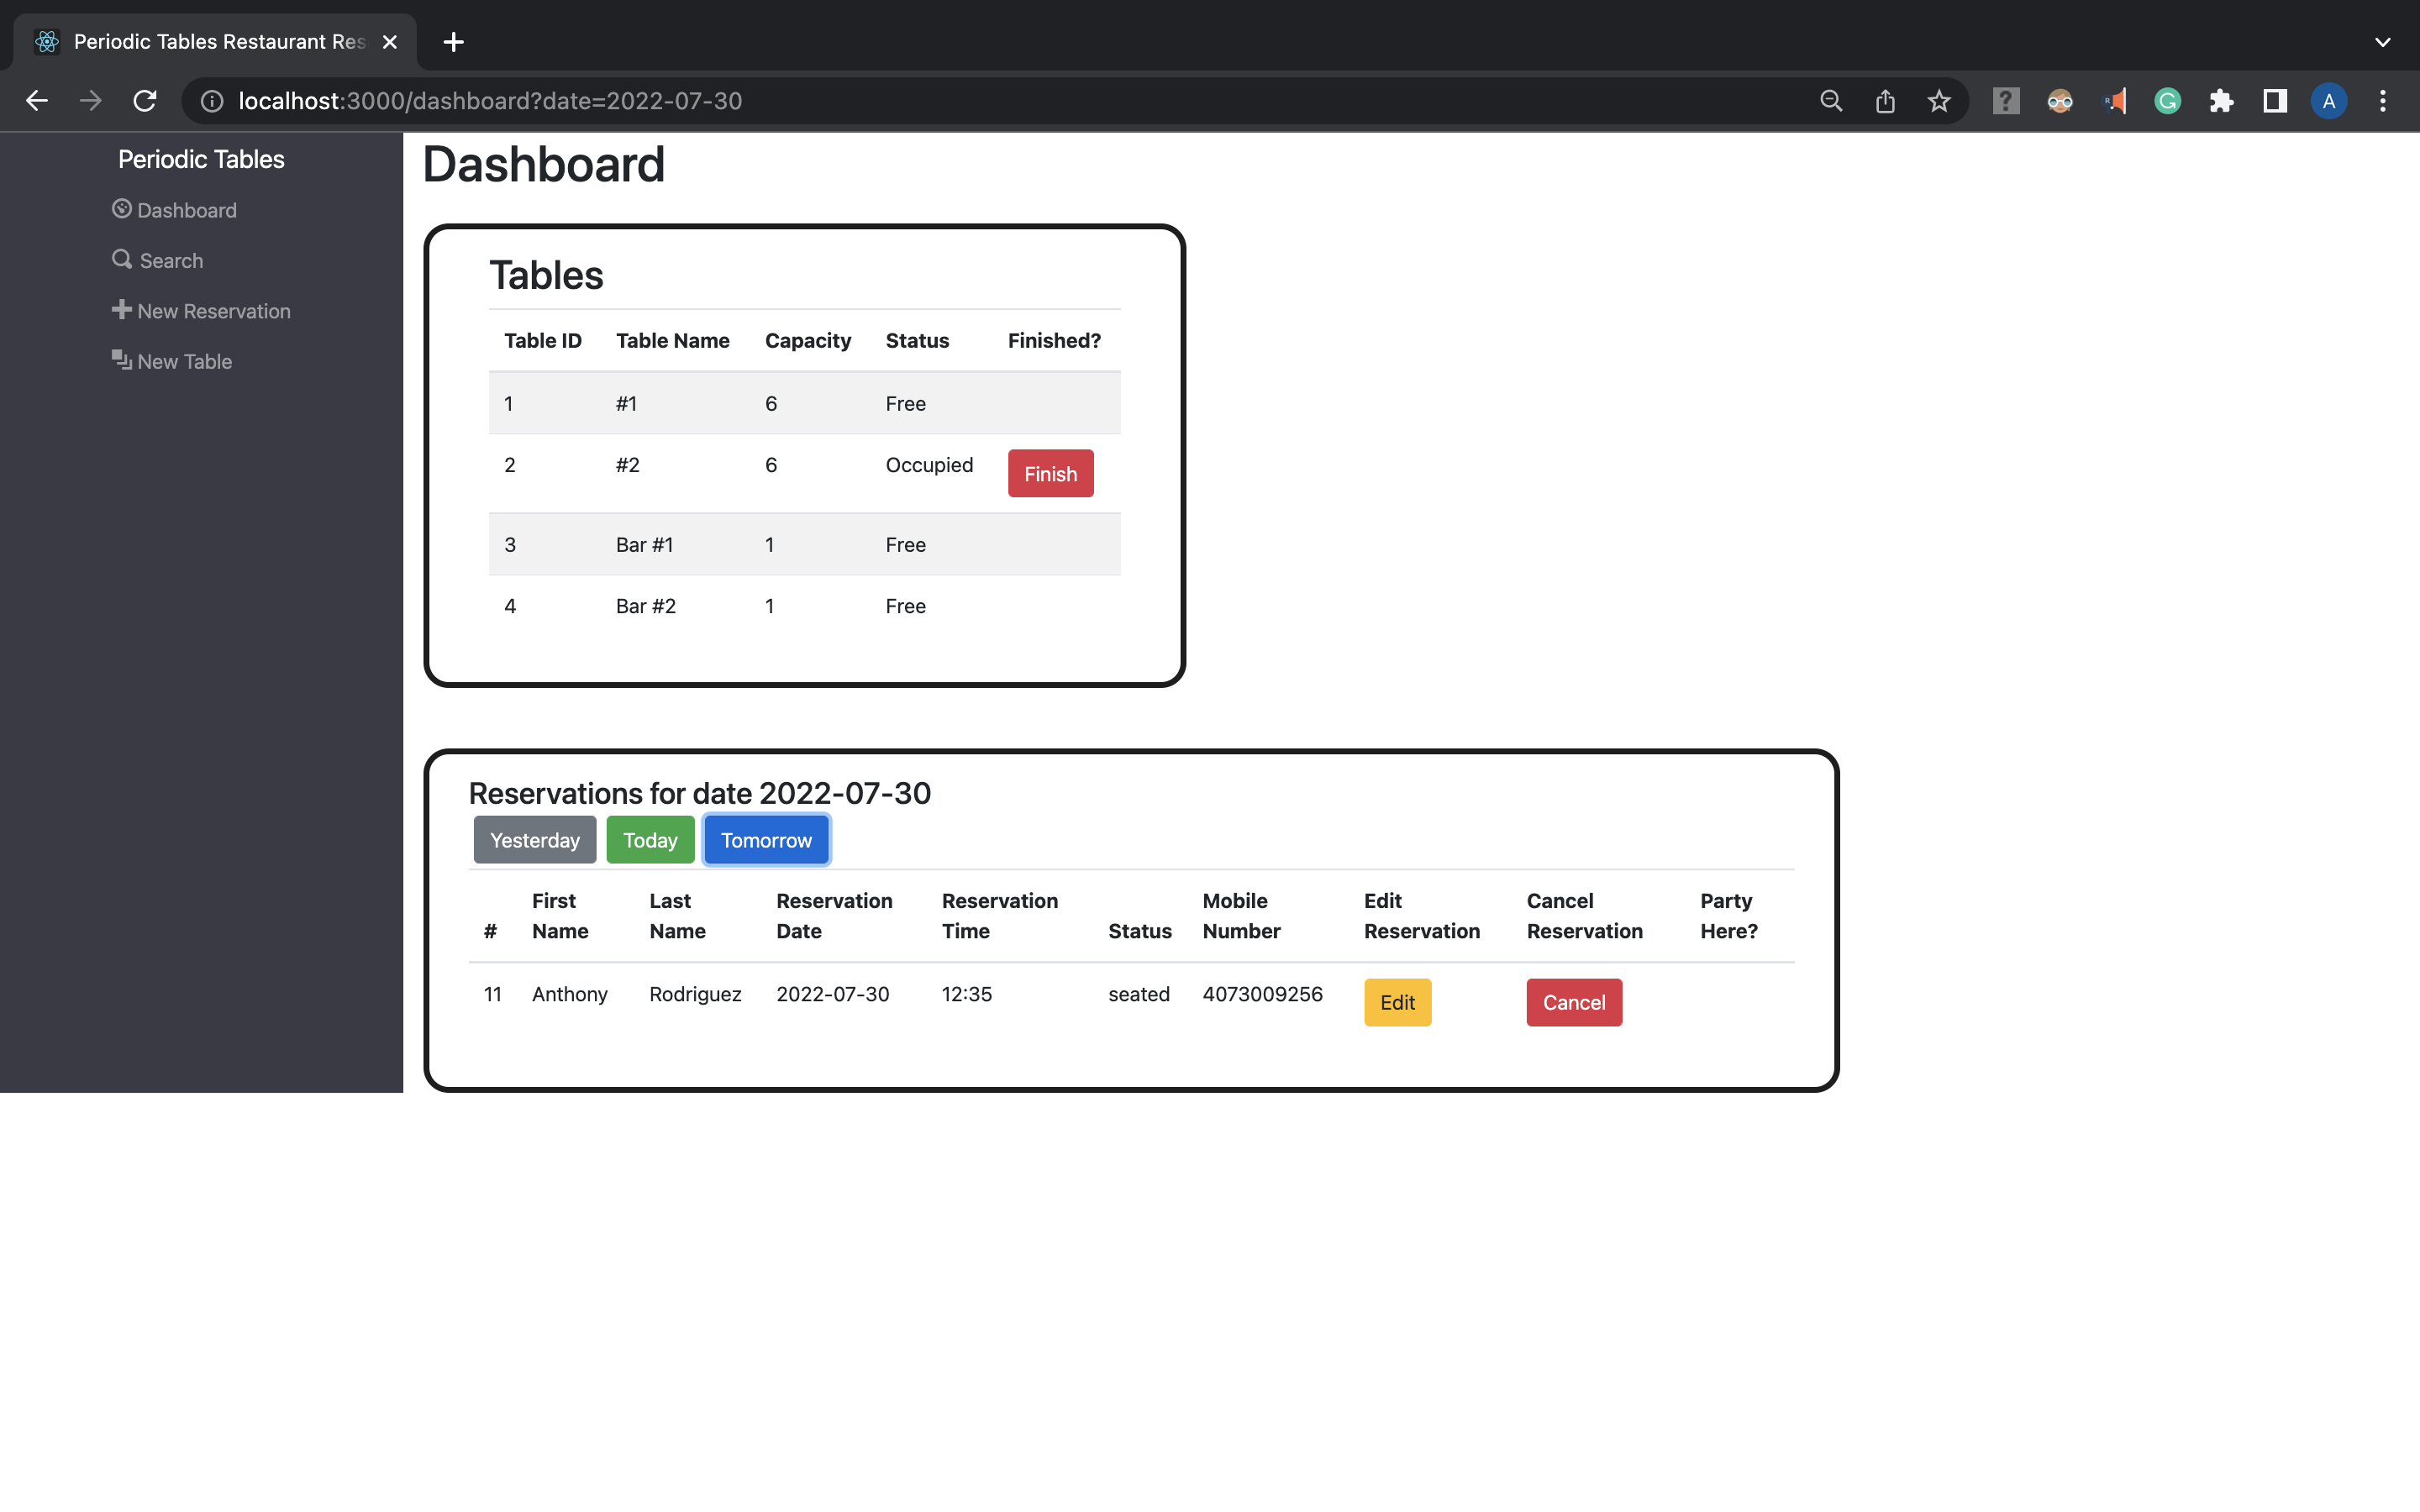 Periodic Tables Restaurant Res
localhost:3000/dashboard?date=2022-07-30
A
Periodic Tables
Dashboard
Search
New Reservation
New Table
Dashboard
Tables
Table ID Table Name Capacity Status Finished?
1 #1 6 Free
2 #2 6 Occupied Finish
3 Bar #1 1 Free
4 Bar #2 1 Free
Reservations for date 2022-07-30
Yesterday Today Tomorrow
# First Name Last Name Reservation Date Reservation Time Status Mobile Number Edit Reservation Cancel Reservation Party Here?
11 Anthony Rodriguez 2022-07-30 12:35 seated 4073009256 Edit Cancel